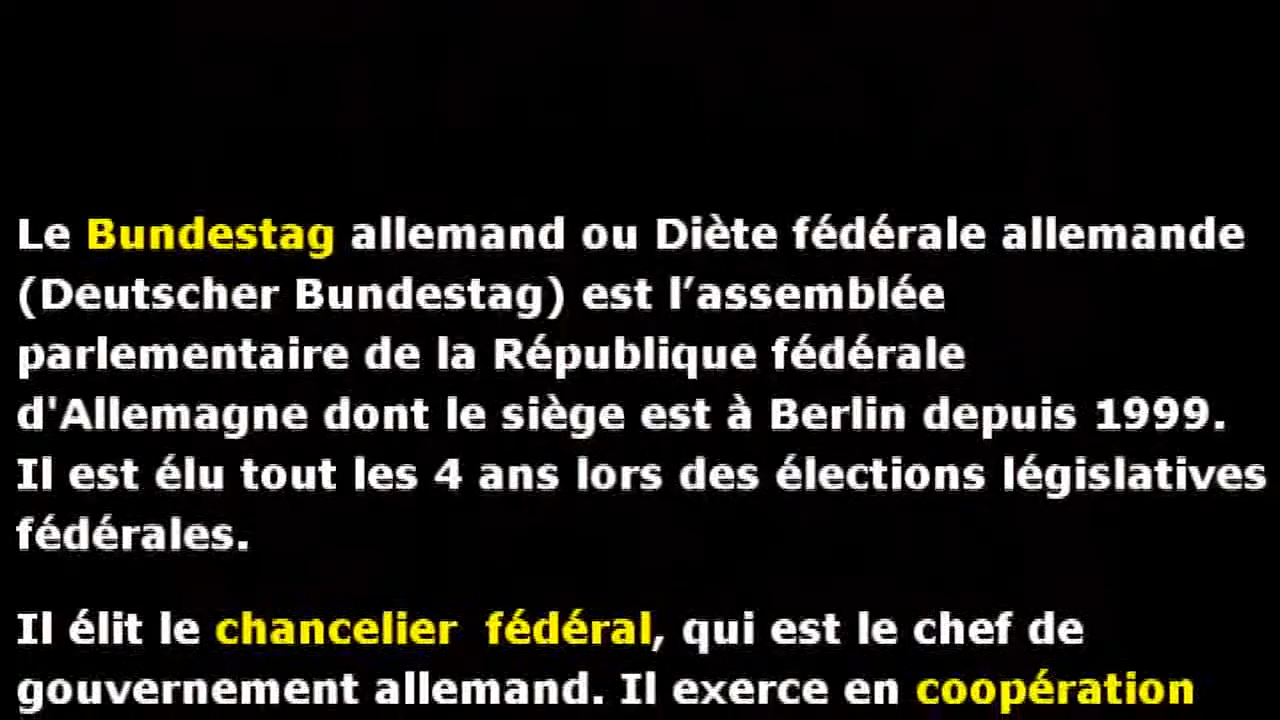 Le Bundestag allemand ou Diète fédérale allemande
(Deutscher Bundestag) est l’assemblée
parlementaire de la République fédérale
d'Allemagne dont le siège est à Berlin depuis 1999.
Il est élu tout les 4 ans lors des élections législatives
fédérales.
Il élit le chancelier fédéral, qui est le chef de
gouvernement allemand. Il exerce en coopération